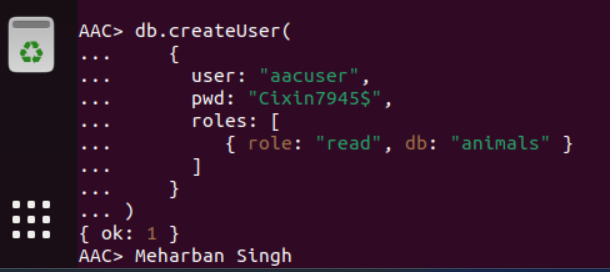 AAC> db.createUser(
...     {
...       user: "aacuser",
...       pwd: "Cixin7945$",
...       roles: [
...          { role: "read", db: "animals" }
...       ]
...     }
... )
{ ok: 1 }
AAC> Meharban Singh